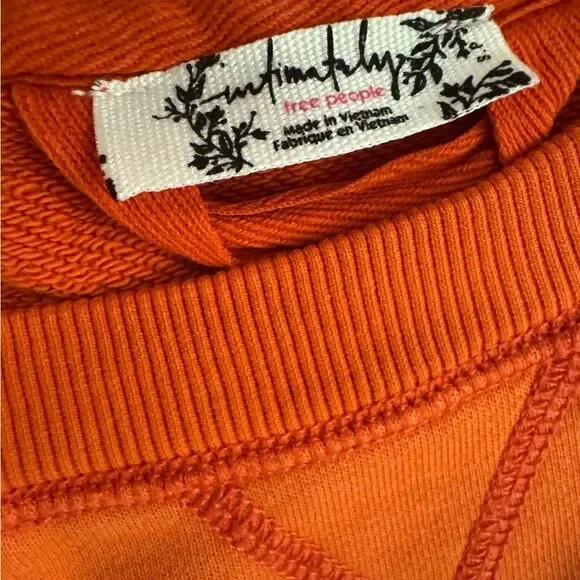 intimately
free people
Made in Vietnam
Fabriqué en Vietnam